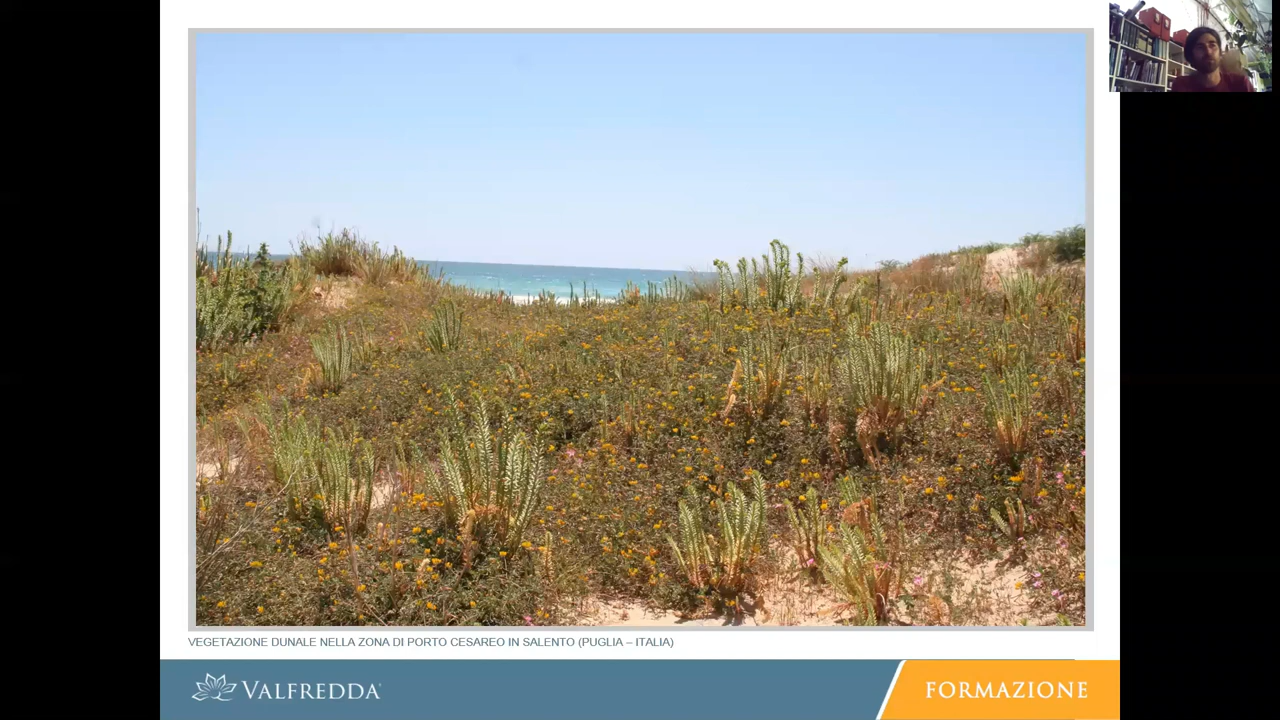 VEGETAZIONE DUNALE NELLA ZONA DI PORTO CESAREO IN SALENTO (PUGLIA – ITALIA)
VALFREDDA
FORMAZIONE